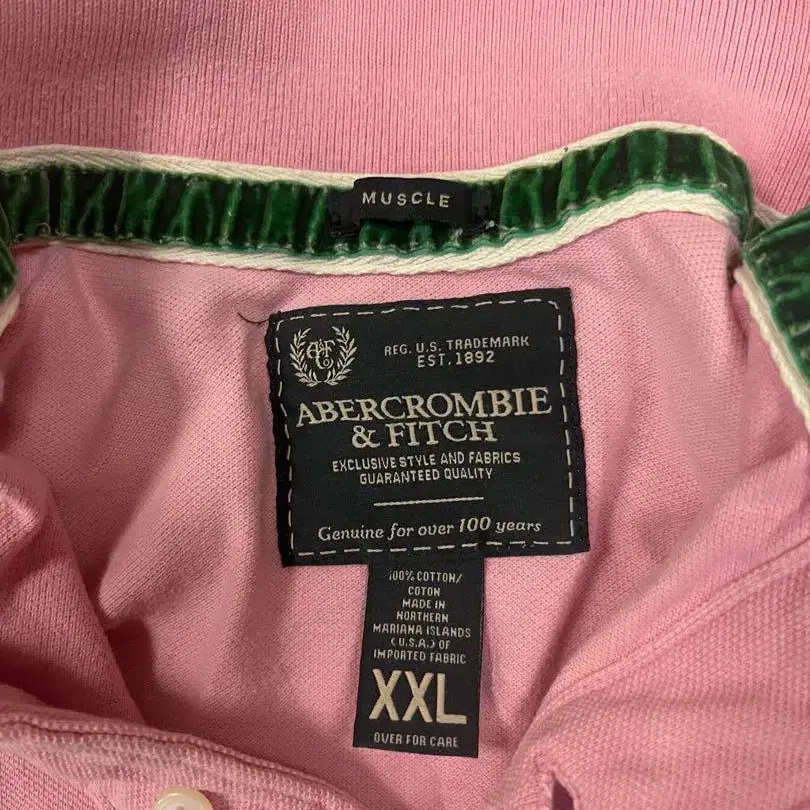 MUSCLE
A&F
Co
REG. U.S. TRADEMARK
EST. 1892
ABERCROMBIE
& FITCH
EXCLUSIVE STYLE AND FABRICS
GUARANTEED QUALITY
Genuine for over 100 years
100% COTTON/
COTON
MADE IN
NORTHERN
MARIANA ISLANDS
(U.S.A.) OF
IMPORTED FABRIC
XXL
OVER FOR CARE